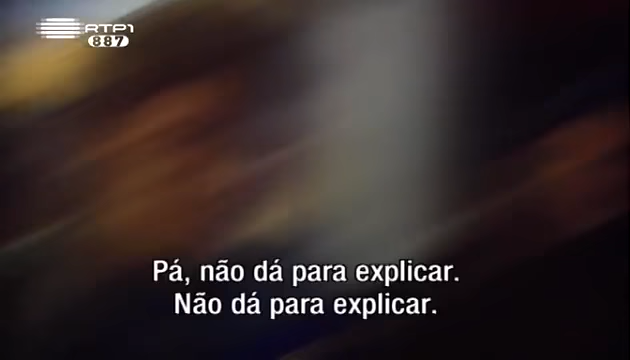 RTP1
887
Pá, não dá para explicar.
Não dá para explicar.